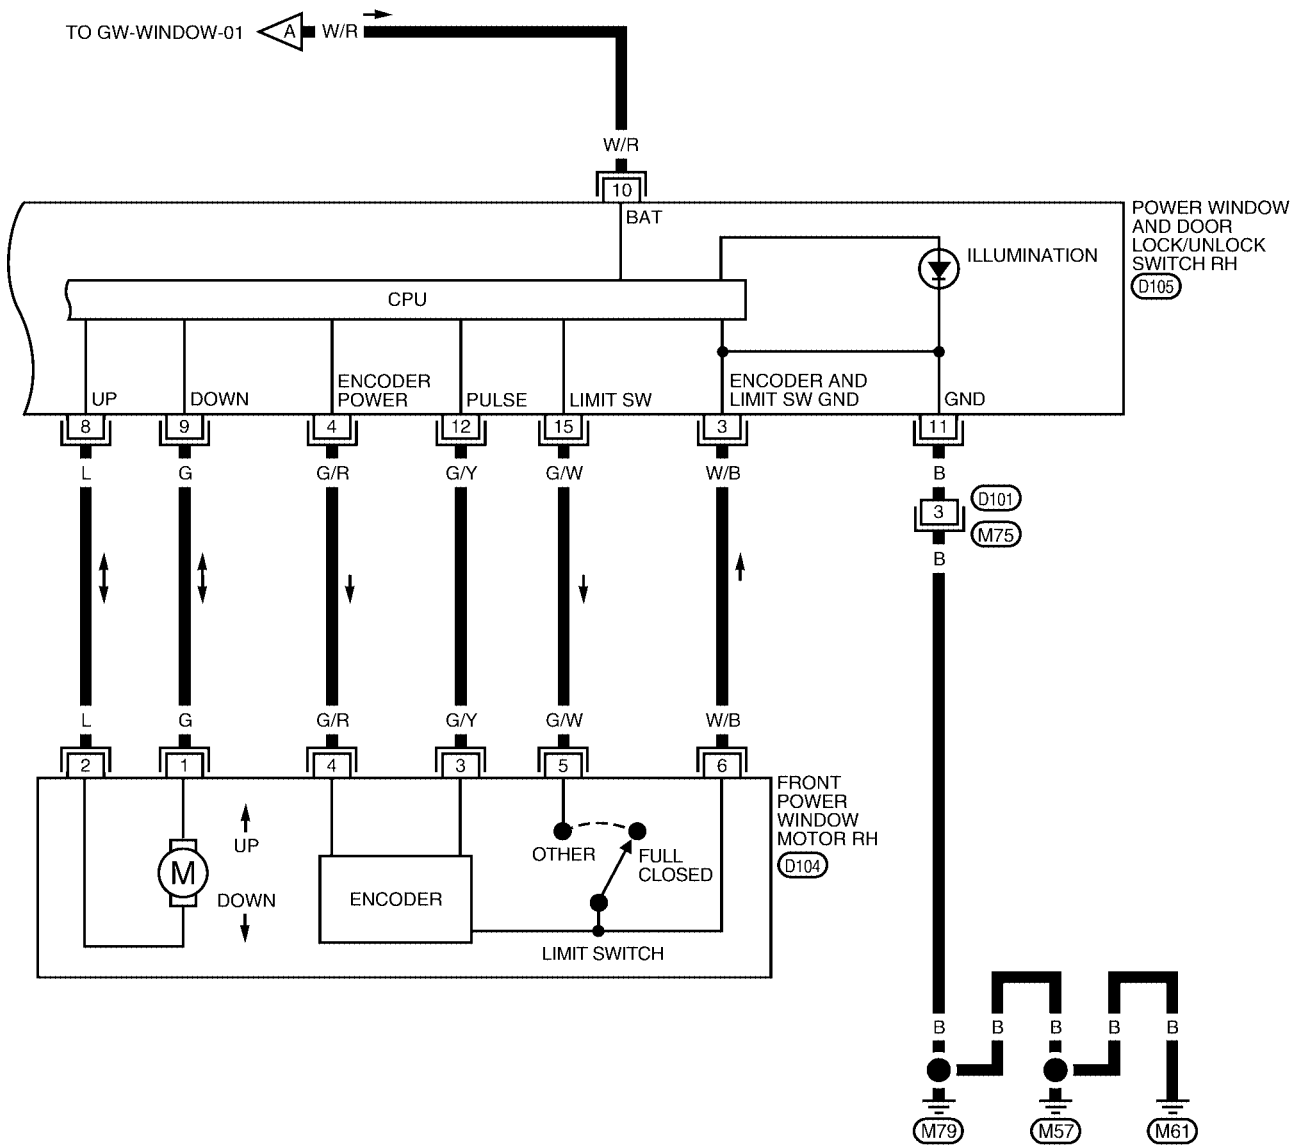 TO GW-WINDOW-01 A W/R
W/R
10
BAT
POWER WINDOW
AND DOOR
LOCK/UNLOCK
SWITCH RH
D105
ILLUMINATION
CPU
UP
DOWN
ENCODER
POWER
PULSE
LIMIT SW
ENCODER AND
LIMIT SW GND
GND
8 9 4 12 15 3 11
L G G/R G/Y G/W W/B B
3
D101
M75
B
L G G/R G/Y G/W W/B
2 1 4 3 5 6
FRONT
POWER
WINDOW
MOTOR RH
D104
M
UP
DOWN
ENCODER
OTHER
FULL
CLOSED
LIMIT SWITCH
B B B B B
M79 M57 M61